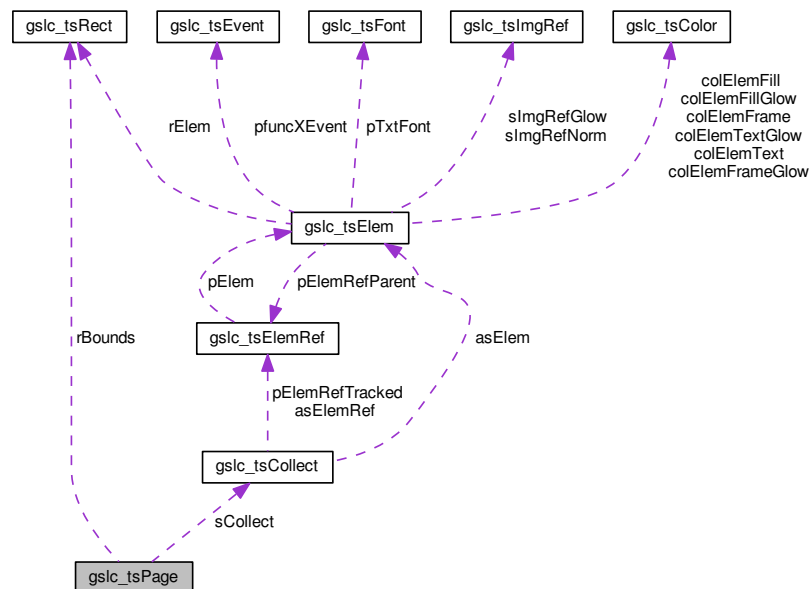 gslc_tsRect
gslc_tsEvent
gslc_tsFont
gslc_tsImgRef
gslc_tsColor
colElemFill
colElemFillGlow
colElemFrame
colElemTextGlow
colElemText
colElemFrameGlow
rElem
pfuncXEvent
pTxtFont
sImgRefGlow
sImgRefNorm
gslc_tsElem
pElem
pElemRefParent
gslc_tsElemRef
rBounds
asElem
pElemRefTracked
asElemRef
gslc_tsCollect
sCollect
gslc_tsPage